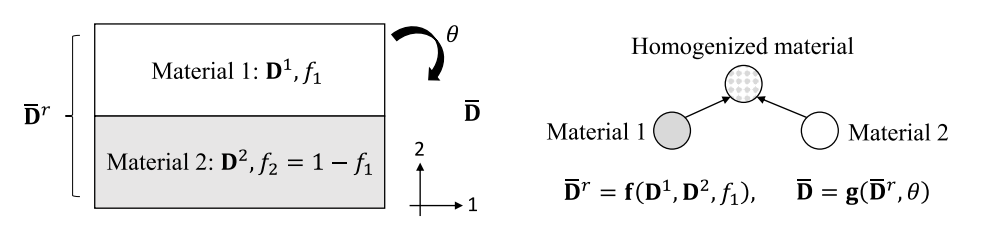 θ
Material 1: D¹, f₁
D̄ʳ
D̄
Material 2: D², f₂ = 1 − f₁
2
1
Homogenized material
Material 1
Material 2
D̄ʳ = f(D¹, D², f₁), D̄ = g(D̄ʳ, θ)